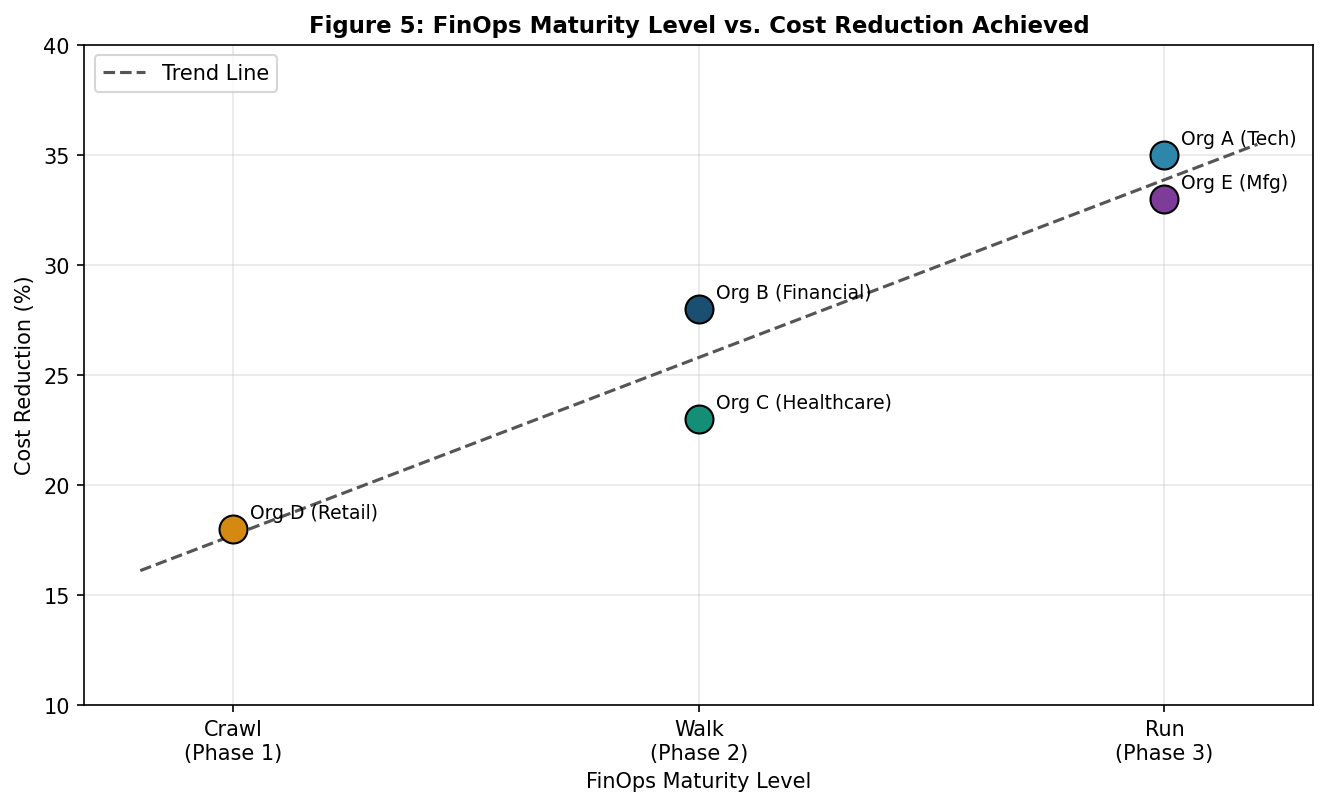 Figure 5: FinOps Maturity Level vs. Cost Reduction Achieved
Trend Line
40
35
30
25
20
15
10
Cost Reduction (%)
Org A (Tech)
Org E (Mfg)
Org B (Financial)
Org C (Healthcare)
Org D (Retail)
Crawl
(Phase 1)
Walk
(Phase 2)
Run
(Phase 3)
FinOps Maturity Level